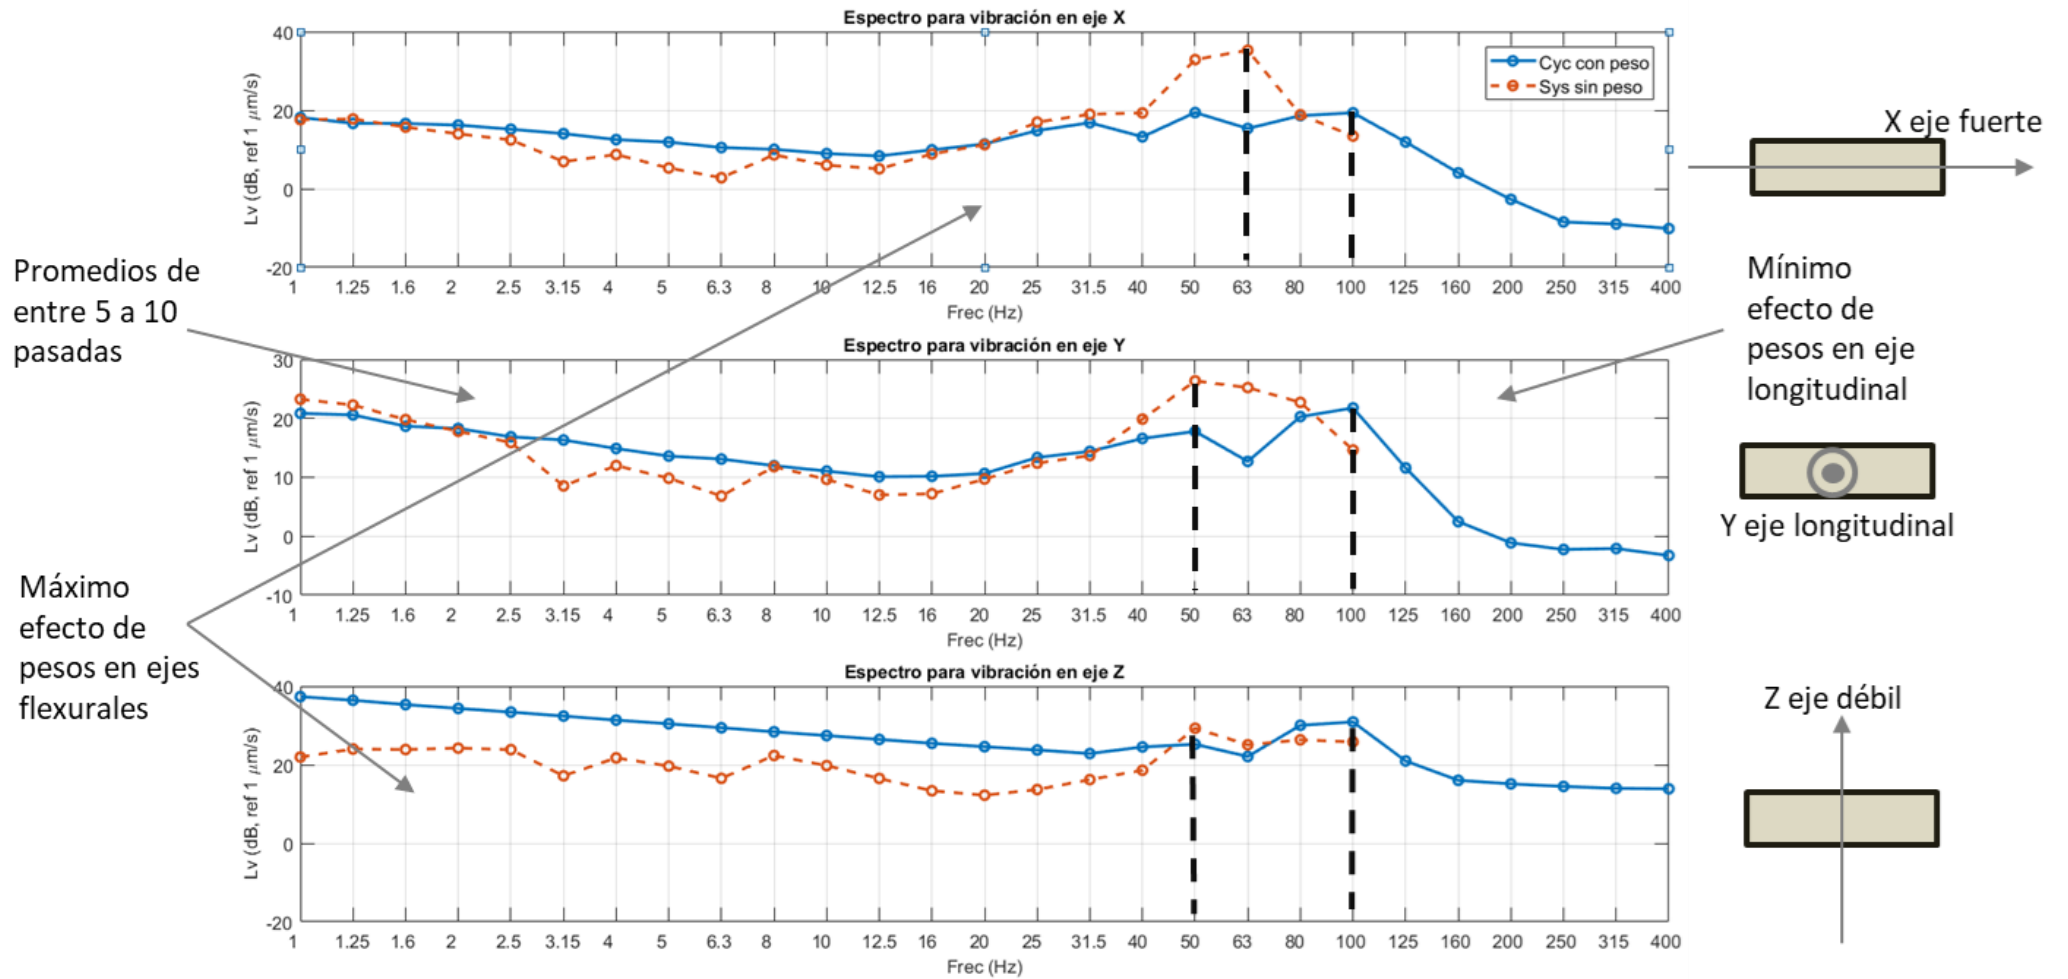 Espectro para vibración en eje X
Lv (dB, ref 1 μm/s)
40
20
0
-20
Cyc con peso
Sys sin peso
1 1.25 1.6 2 2.5 3.15 4 5 6.3 8 10 12.5 16 20 25 31.5 40 50 63 80 100 125 160 200 250 315 400
Frec (Hz)
X eje fuerte
Promedios de
entre 5 a 10
pasadas
Espectro para vibración en eje Y
Lv (dB, ref 1 μm/s)
30
20
10
0
-10
1 1.25 1.6 2 2.5 3.15 4 5 6.3 8 10 12.5 16 20 25 31.5 40 50 63 80 100 125 160 200 250 315 400
Frec (Hz)
Mínimo
efecto de
pesos en eje
longitudinal
Y eje longitudinal
Máximo
efecto de
pesos en ejes
flexurales
Espectro para vibración en eje Z
Lv (dB, ref 1 μm/s)
40
20
0
-20
1 1.25 1.6 2 2.5 3.15 4 5 6.3 8 10 12.5 16 20 25 31.5 40 50 63 80 100 125 160 200 250 315 400
Frec (Hz)
Z eje débil